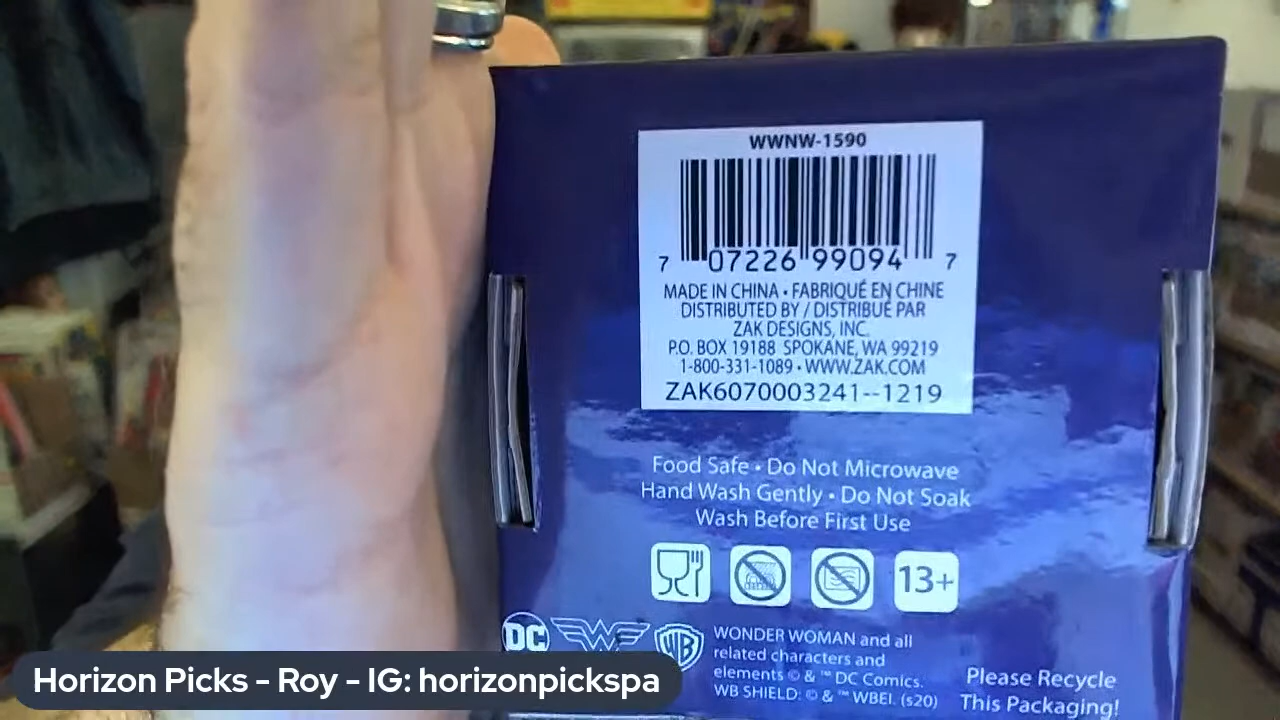 WWNW-1590
7 07226 99094 7
MADE IN CHINA • FABRIQUÉ EN CHINE
DISTRIBUTED BY / DISTRIBUÉ PAR
ZAK DESIGNS, INC.
P.O. BOX 19188 SPOKANE, WA 99219
1-800-331-1089 • WWW.ZAK.COM
ZAK6070003241--1219
Food Safe • Do Not Microwave
Hand Wash Gently • Do Not Soak
Wash Before First Use
13+
DC
WB
WONDER WOMAN and all
related characters and
elements © & ™ DC Comics.
WB SHIELD: © & ™ WBEI. (s20)
Please Recycle
This Packaging!
Horizon Picks - Roy - IG: horizonpickspa